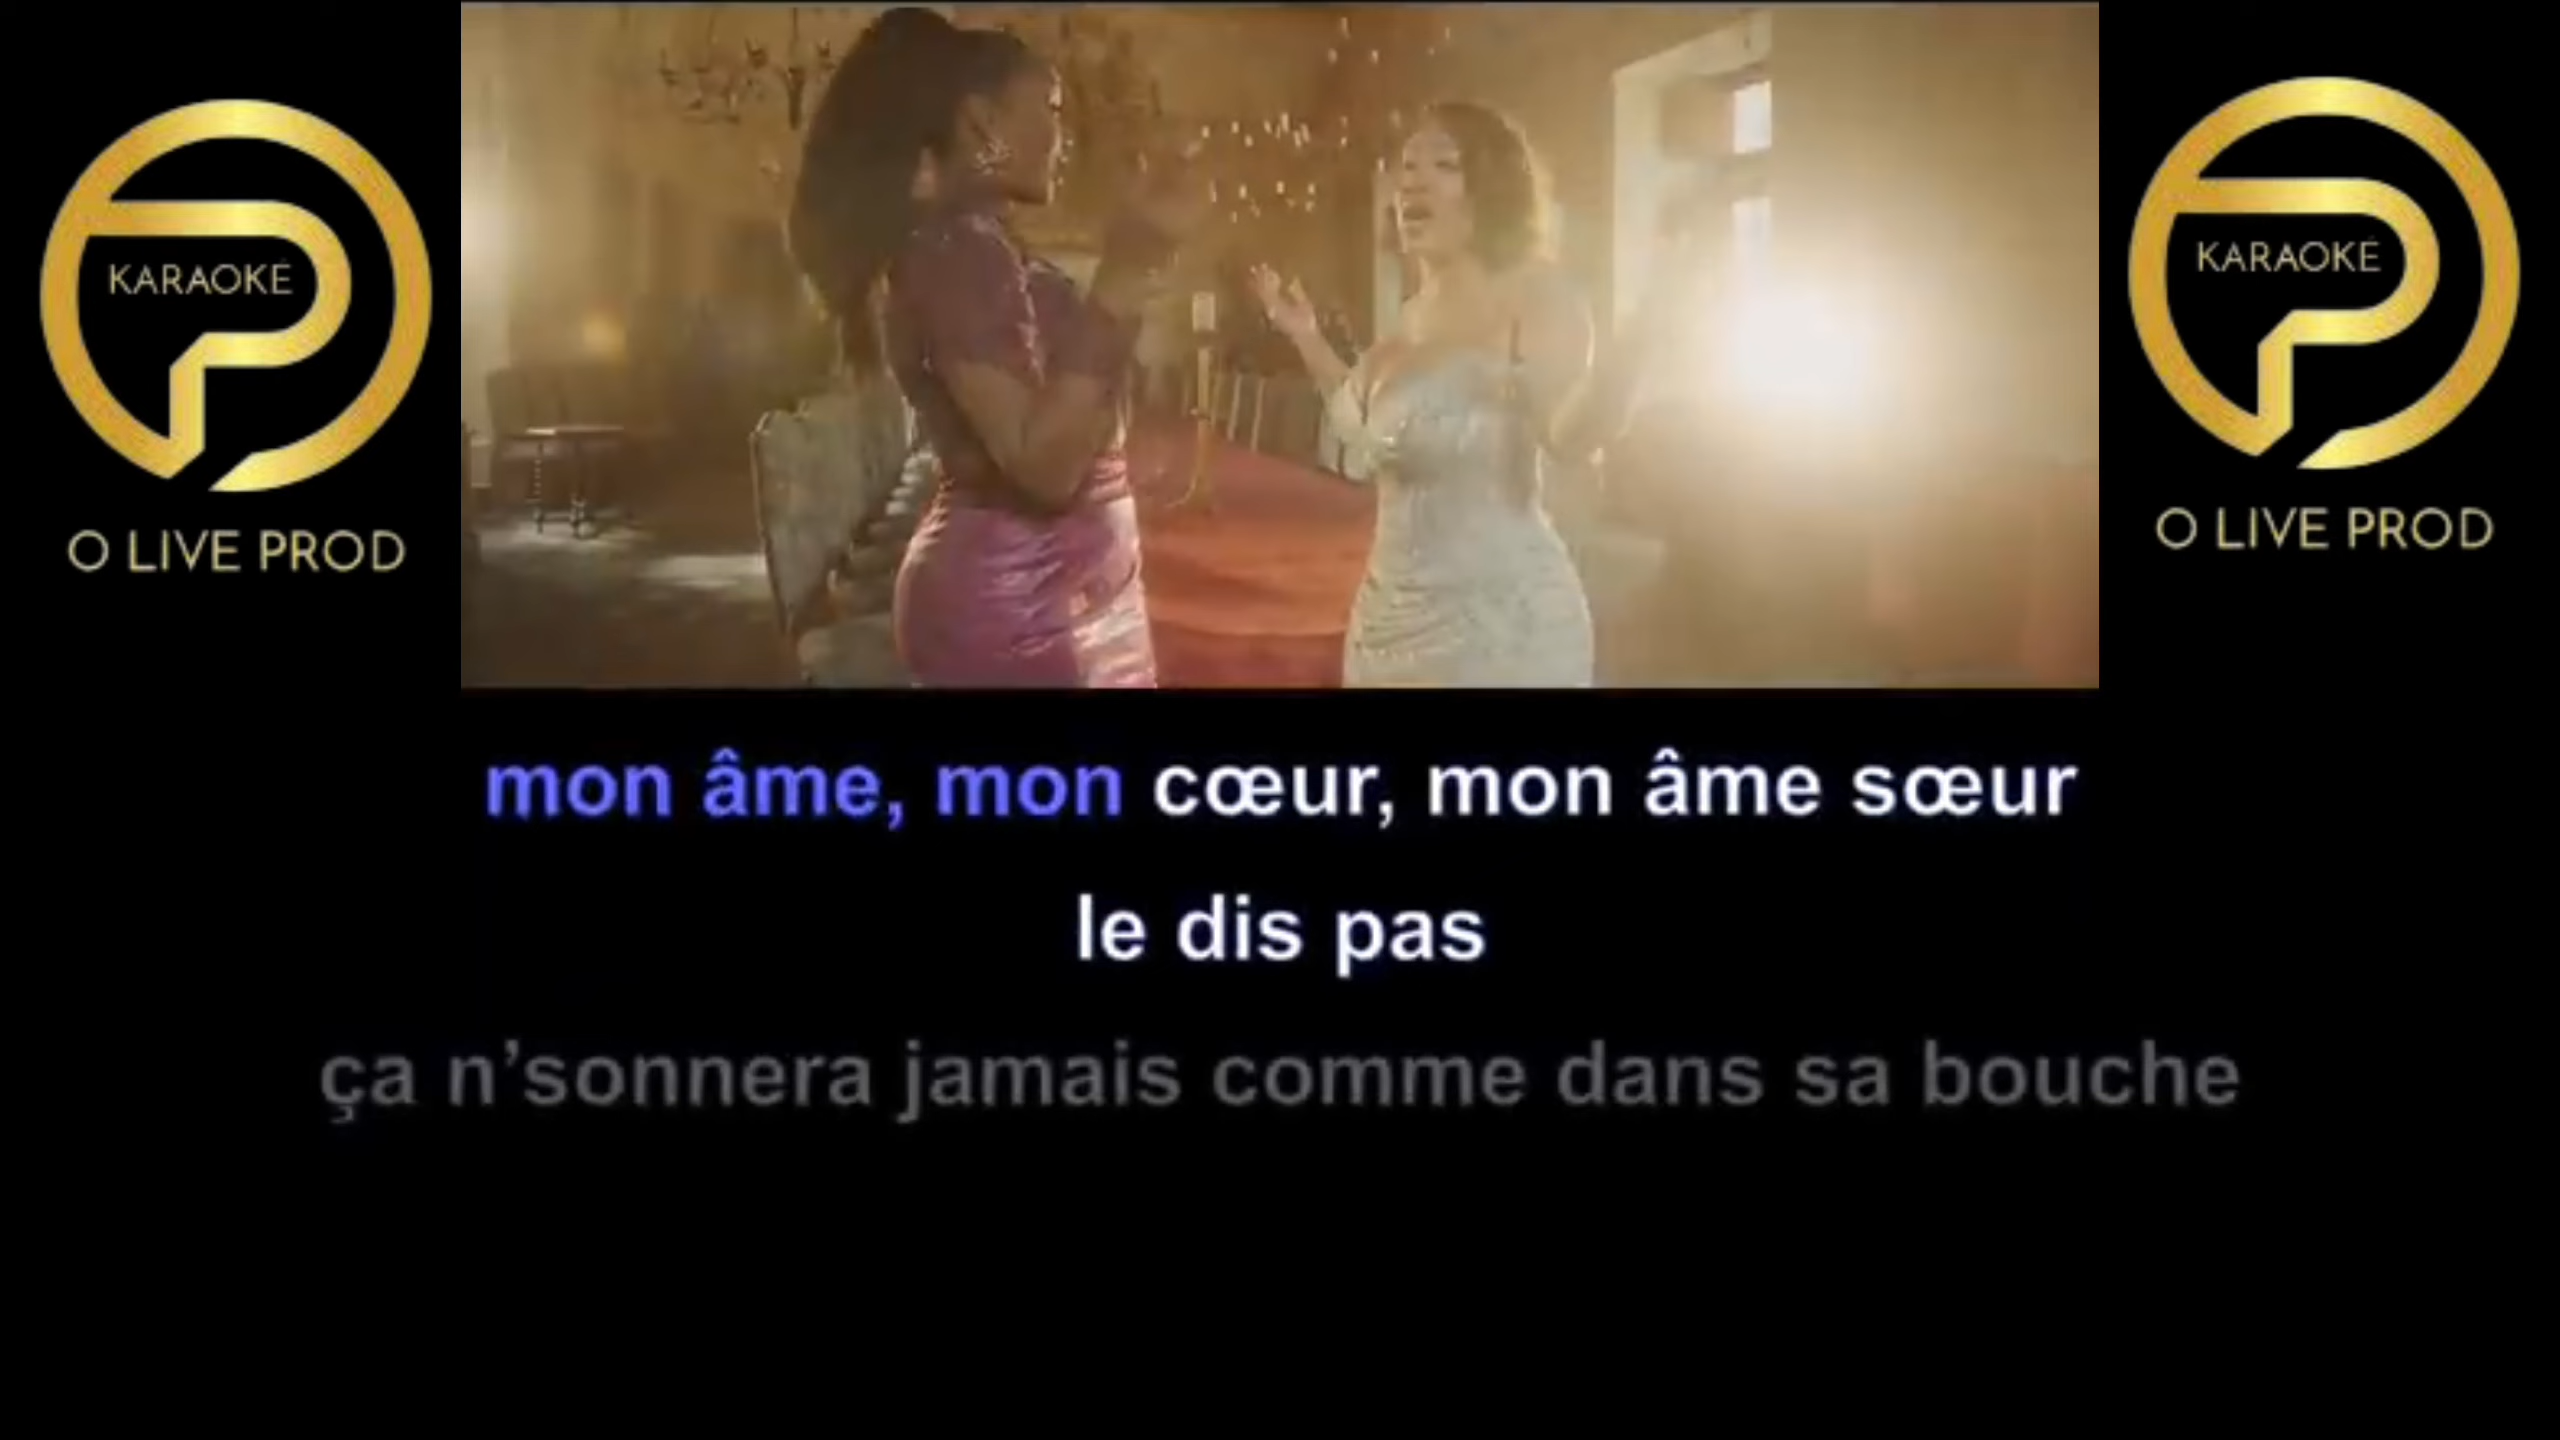 KARAOKÉ
O LIVE PROD
KARAOKÉ
O LIVE PROD
mon âme, mon cœur, mon âme sœur
le dis pas
ça n’sonnera jamais comme dans sa bouche